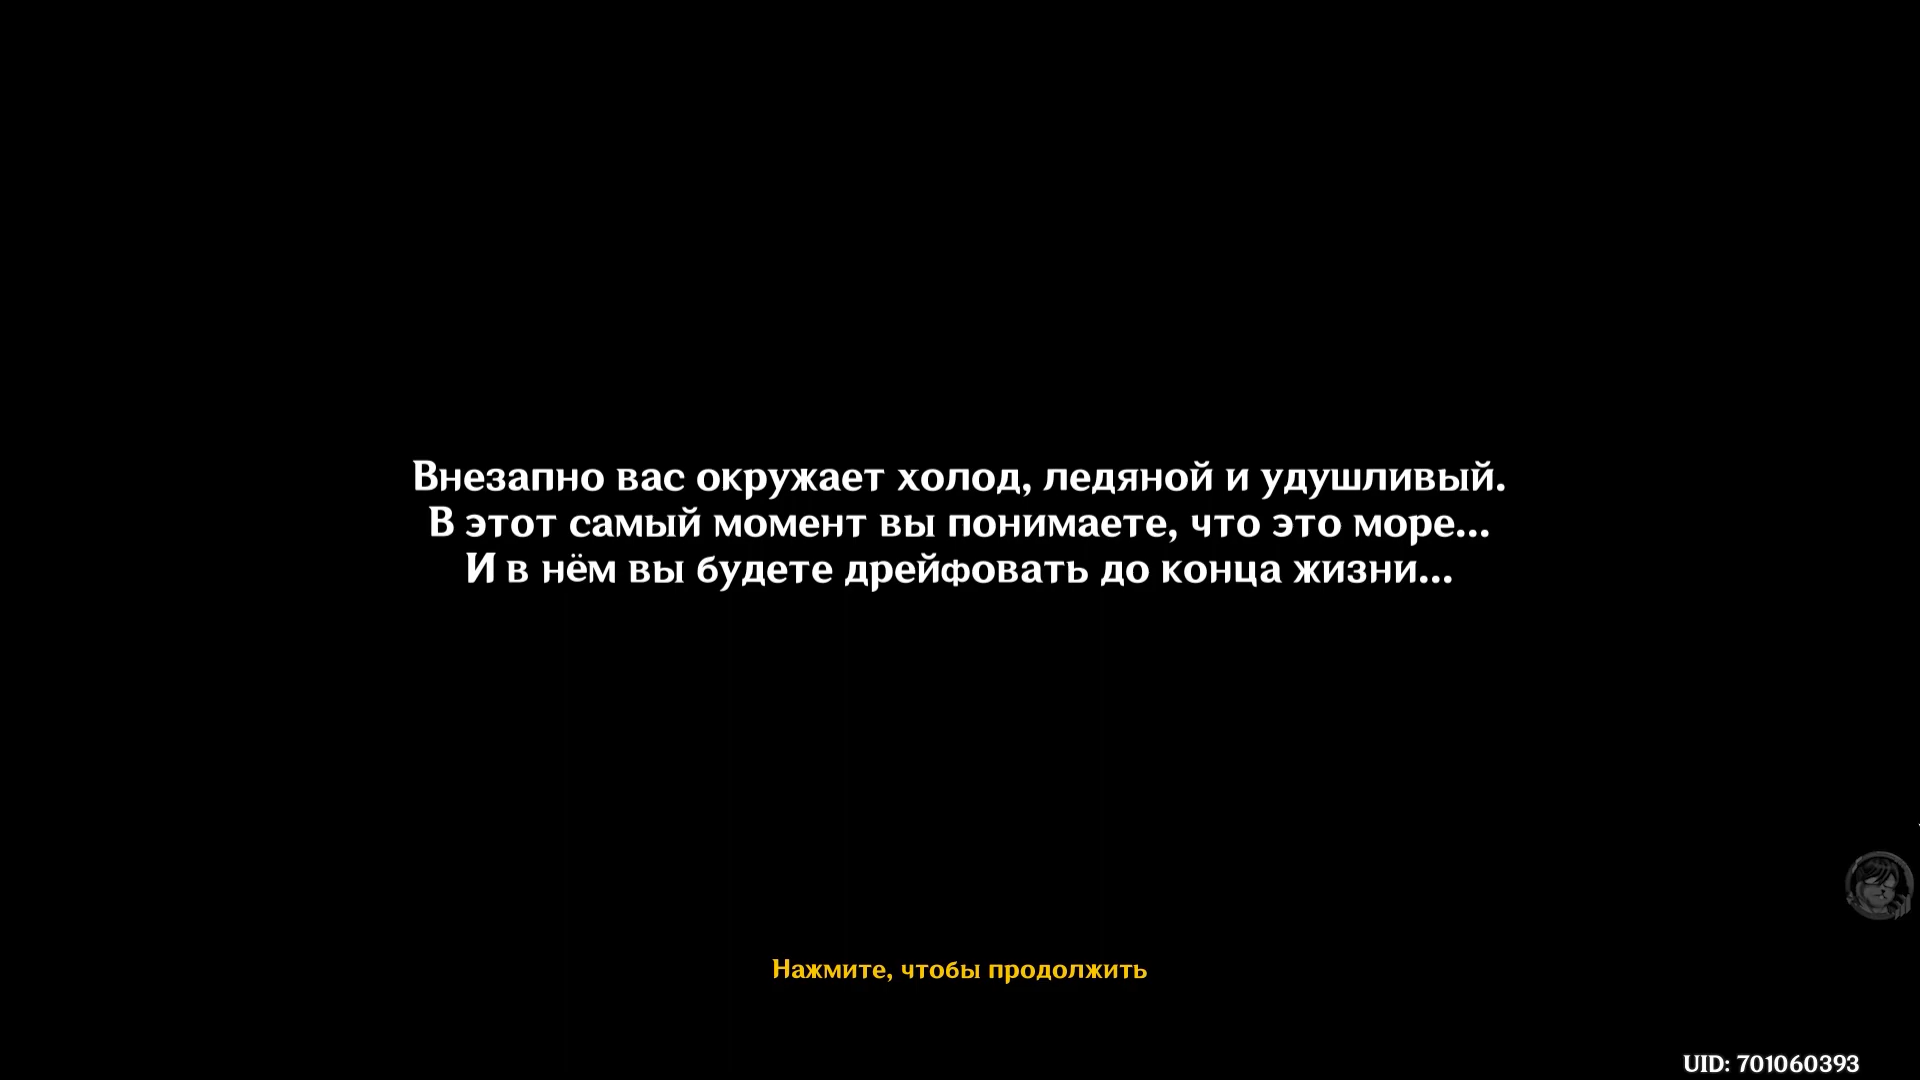 Внезапно вас окружает холод, ледяной и удушливый.
В этот самый момент вы понимаете, что это море...
И в нём вы будете дрейфовать до конца жизни...
Нажмите, чтобы продолжить
UID: 701060393